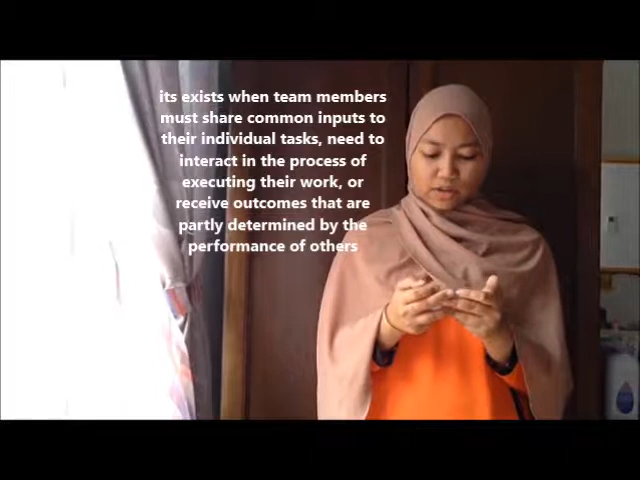 its exists when team members
must share common inputs to
their individual tasks, need to
interact in the process of
executing their work, or
receive outcomes that are
partly determined by the
performance of others